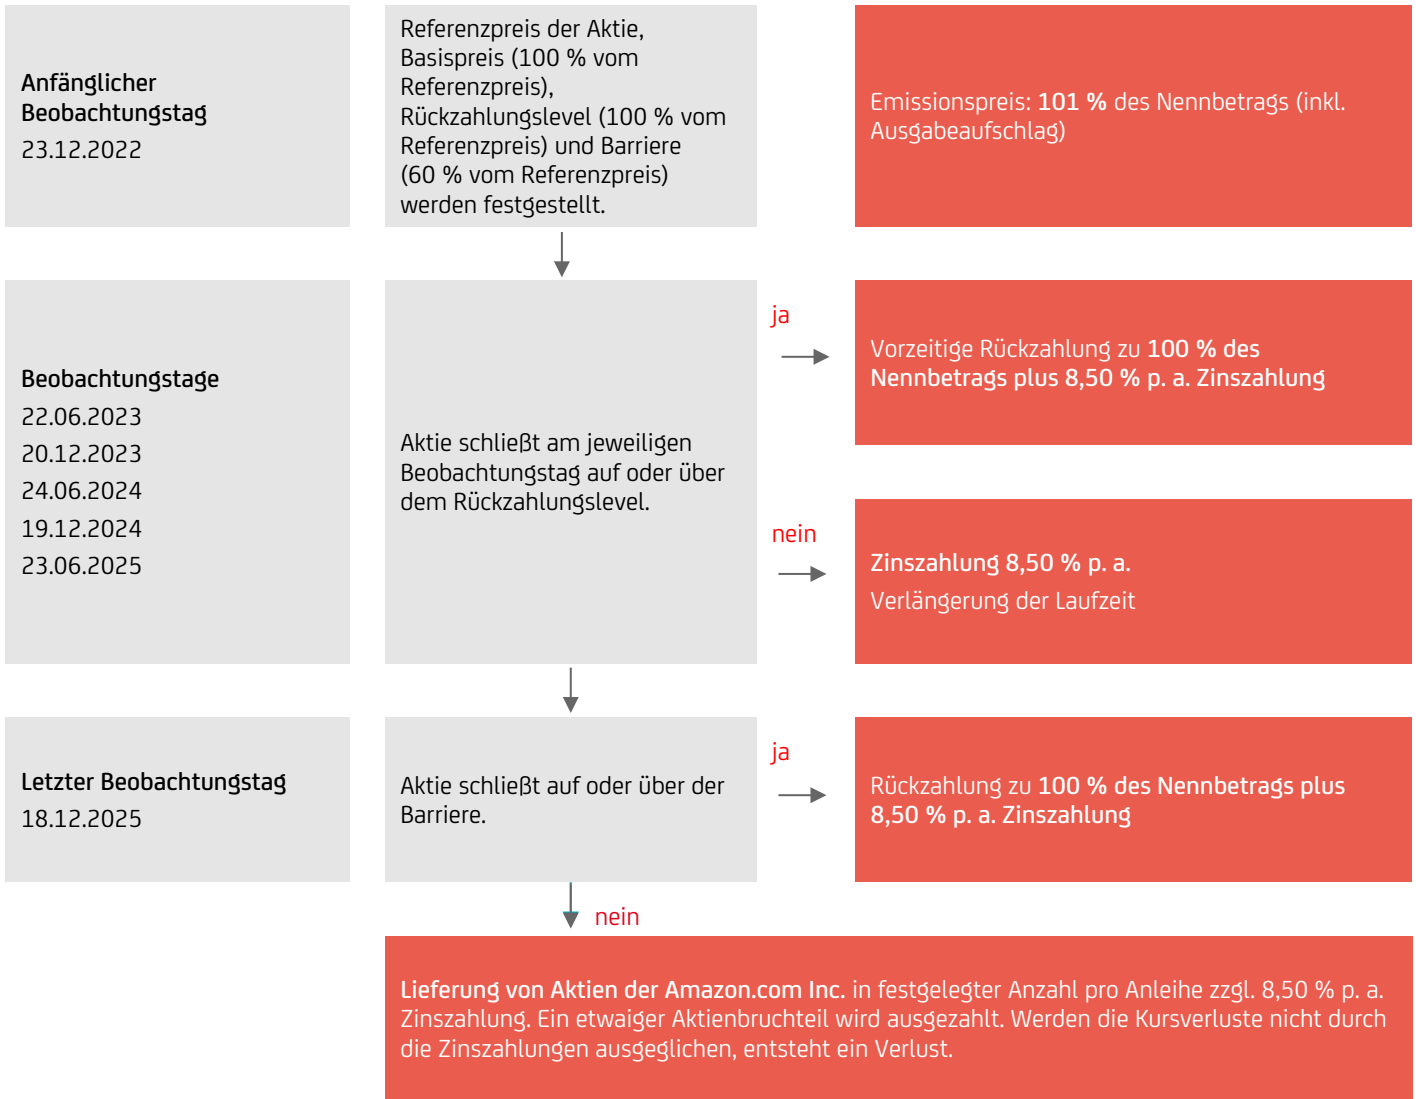 Anfänglicher
Beobachtungstag
23.12.2022
Referenzpreis der Aktie,
Basispreis (100 % vom
Referenzpreis),
Rückzahlungslevel (100 % vom
Referenzpreis) und Barriere
(60 % vom Referenzpreis)
werden festgestellt.
Emissionspreis: 101 % des Nennbetrags (inkl.
Ausgabeaufschlag)
Beobachtungstage
22.06.2023
20.12.2023
24.06.2024
19.12.2024
23.06.2025
Aktie schließt am jeweiligen
Beobachtungstag auf oder über
dem Rückzahlungslevel.
ja
Vorzeitige Rückzahlung zu 100 % des
Nennbetrags plus 8,50 % p. a. Zinszahlung
nein
Zinszahlung 8,50 % p. a.
Verlängerung der Laufzeit
Letzter Beobachtungstag
18.12.2025
Aktie schließt auf oder über der
Barriere.
ja
Rückzahlung zu 100 % des Nennbetrags plus
8,50 % p. a. Zinszahlung
nein
Lieferung von Aktien der Amazon.com Inc. in festgelegter Anzahl pro Anleihe zzgl. 8,50 % p. a.
Zinszahlung. Ein etwaiger Aktienbruchteil wird ausgezahlt. Werden die Kursverluste nicht durch
die Zinszahlungen ausgeglichen, entsteht ein Verlust.